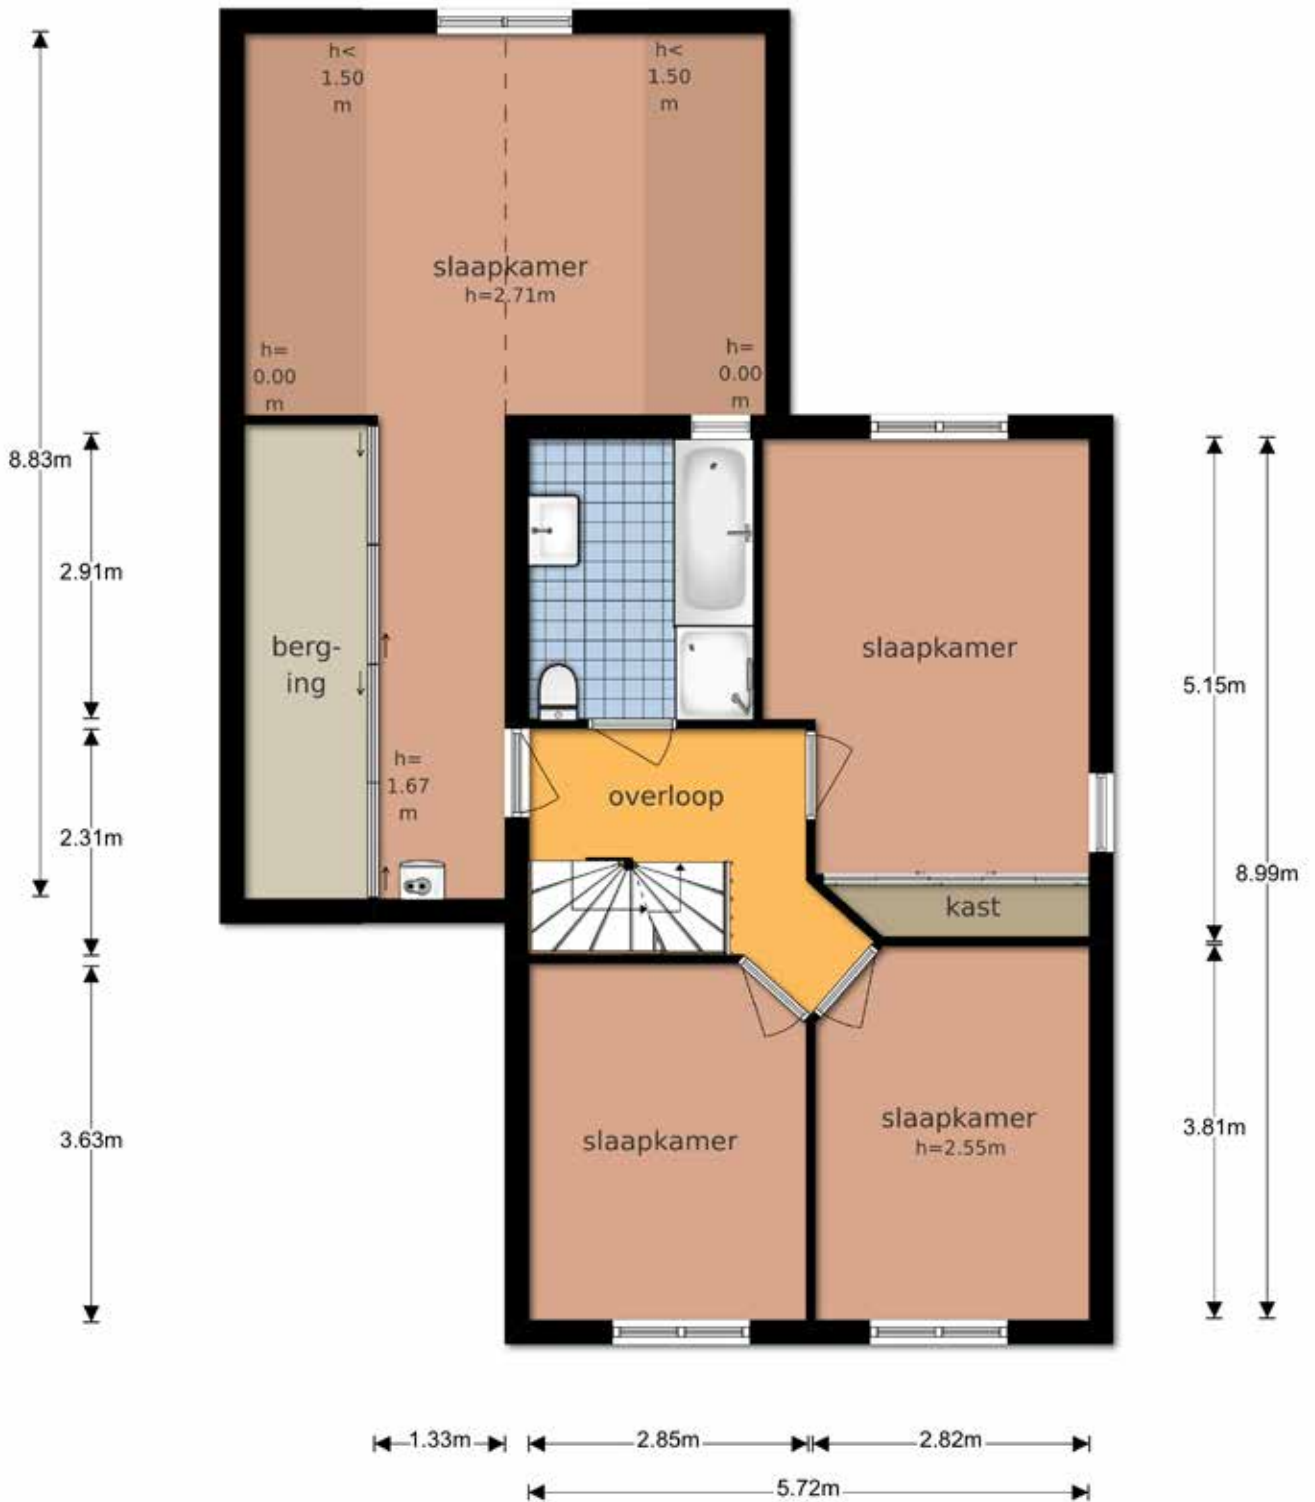 h<
1.50
m
h<
1.50
m
slaapkamer
h=2.71m
h=
0.00
m
h=
0.00
m
8.83m
2.91m
berg-
ing
slaapkamer
5.15m
h=
1.67
m
overloop
2.31m
8.99m
kast
3.63m
slaapkamer
slaapkamer
h=2.55m
3.81m
1.33m
2.85m
2.82m
5.72m